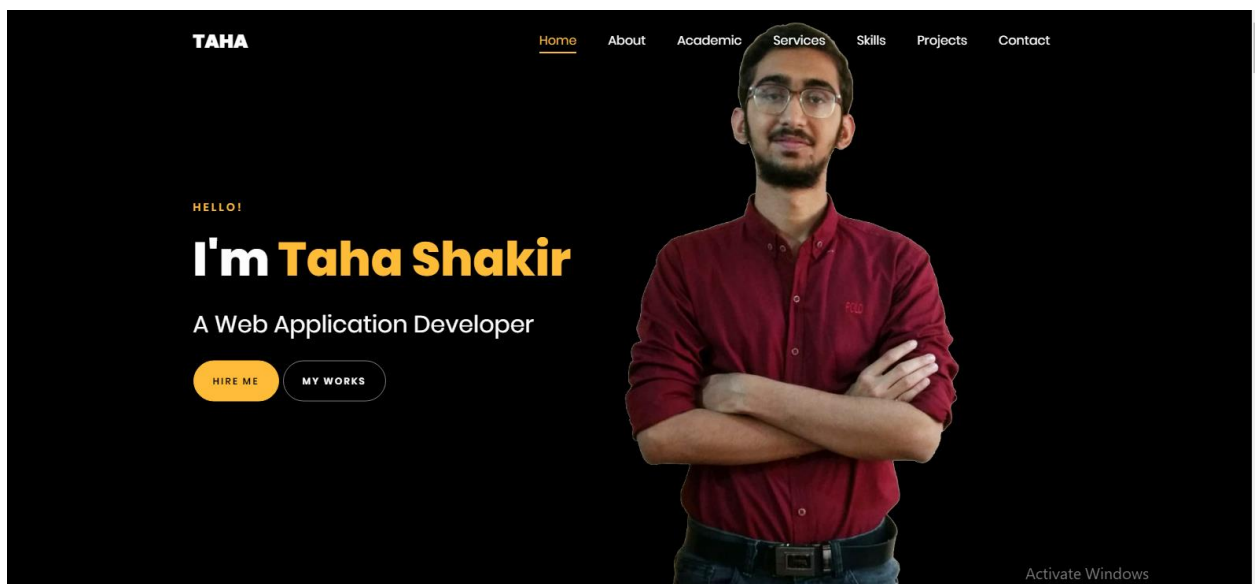 TAHA
Home About Academic Services Skills Projects Contact
HELLO!
I'm Taha Shakir
A Web Application Developer
HIRE ME MY WORKS
POLO
Activate Windows